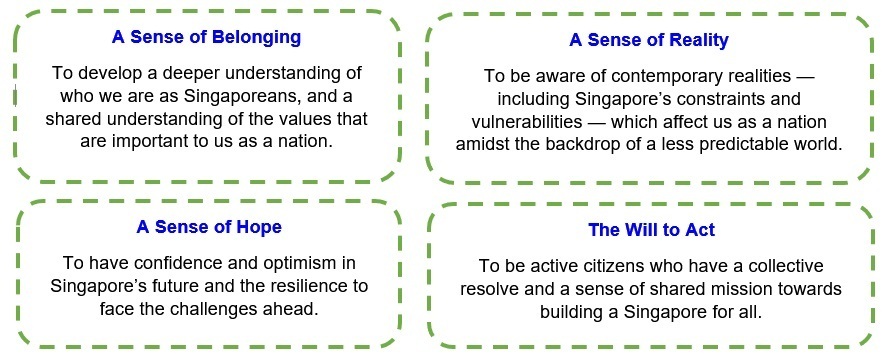 A Sense of Belonging
To develop a deeper understanding of
who we are as Singaporeans, and a
shared understanding of the values that
are important to us as a nation.
A Sense of Reality
To be aware of contemporary realities —
including Singapore’s constraints and
vulnerabilities — which affect us as a nation
amidst the backdrop of a less predictable world.
A Sense of Hope
To have confidence and optimism in
Singapore’s future and the resilience to
face the challenges ahead.
The Will to Act
To be active citizens who have a collective
resolve and a sense of shared mission towards
building a Singapore for all.